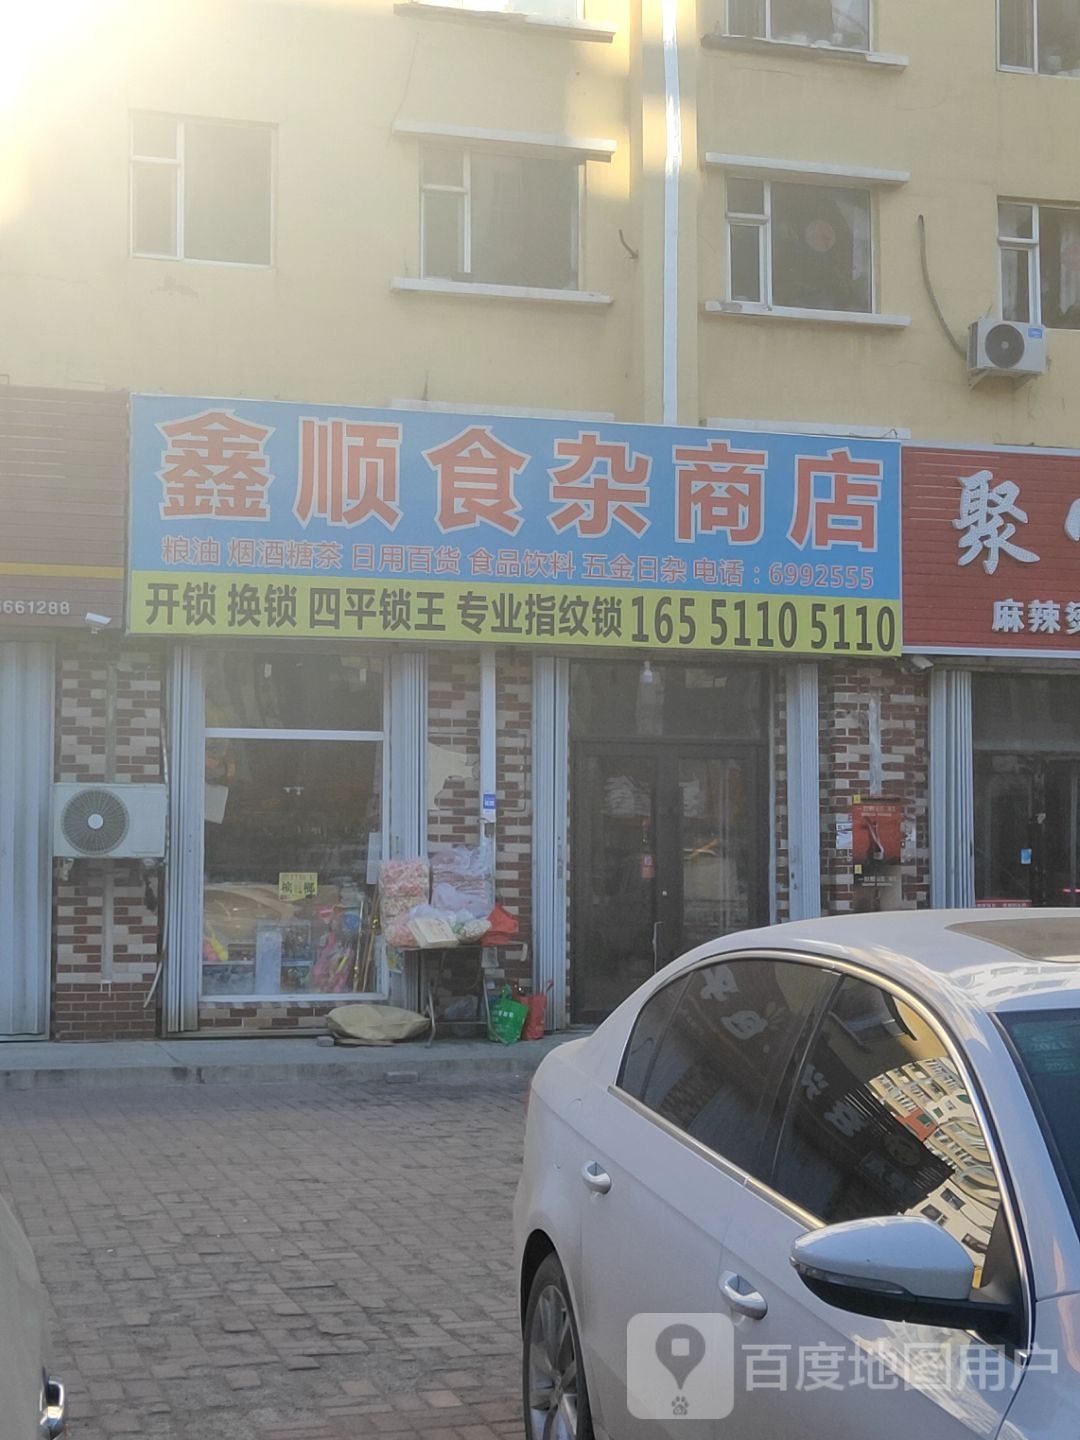 鑫顺食杂商店
粮油 烟酒糖茶 日用百货 食品饮料 五金日杂 电话：6992555
开锁 换锁 四平锁王 专业指纹锁 165 5110 5110
661288
聚
麻辣
槟榔
百度地图用户